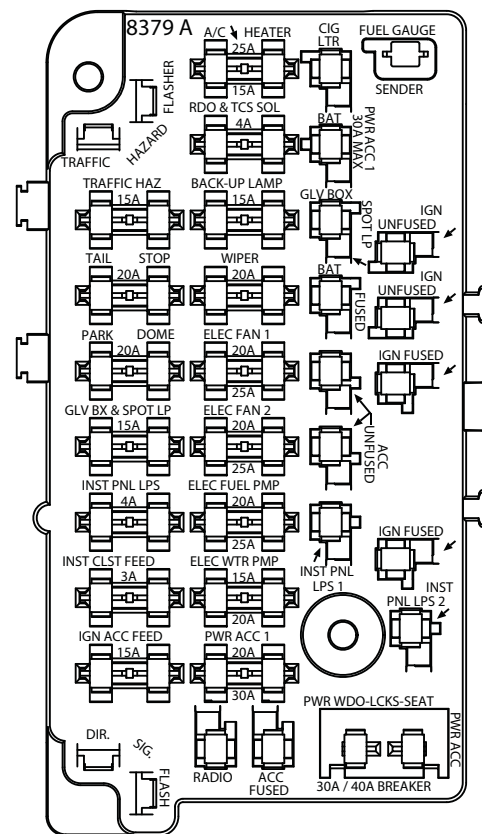 8379 A
A/C HEATER
25A
15A
CIG
LTR
FUEL GAUGE
SENDER
FLASHER
HAZARD
TRAFFIC
RDO & TCS SOL
4A
BAT
PWR ACC 1
30A MAX
TRAFFIC HAZ
15A
BACK-UP LAMP
15A
GLV BOX
SPOT LP
IGN
UNFUSED
TAIL STOP
20A
WIPER
20A
BAT
FUSED
IGN
UNFUSED
PARK DOME
20A
ELEC FAN 1
20A
25A
IGN FUSED
GLV BX & SPOT LP
15A
ELEC FAN 2
20A
25A
ACC
UNFUSED
INST PNL LPS
4A
ELEC FUEL PMP
20A
25A
INST PNL
LPS 1
IGN FUSED
INST CLST FEED
3A
ELEC WTR PMP
15A
20A
INST
PNL LPS 2
IGN ACC FEED
15A
PWR ACC 1
20A
30A
PWR WDO-LCKS-SEAT
PWR ACC
30A / 40A BREAKER
DIR.
SIG.
FLASH
RADIO
ACC
FUSED